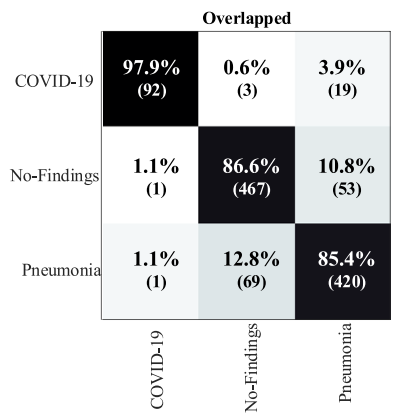 Overlapped
COVID-19
97.9%
0.6%
3.9%
(92)
(3)
(19)
No-Findings
1.1%
86.6%
10.8%
(1)
(467)
(53)
Pneumonia
1.1%
12.8%
85.4%
(1)
(69)
(420)
COVID-19
No-Findings
Pneumonia